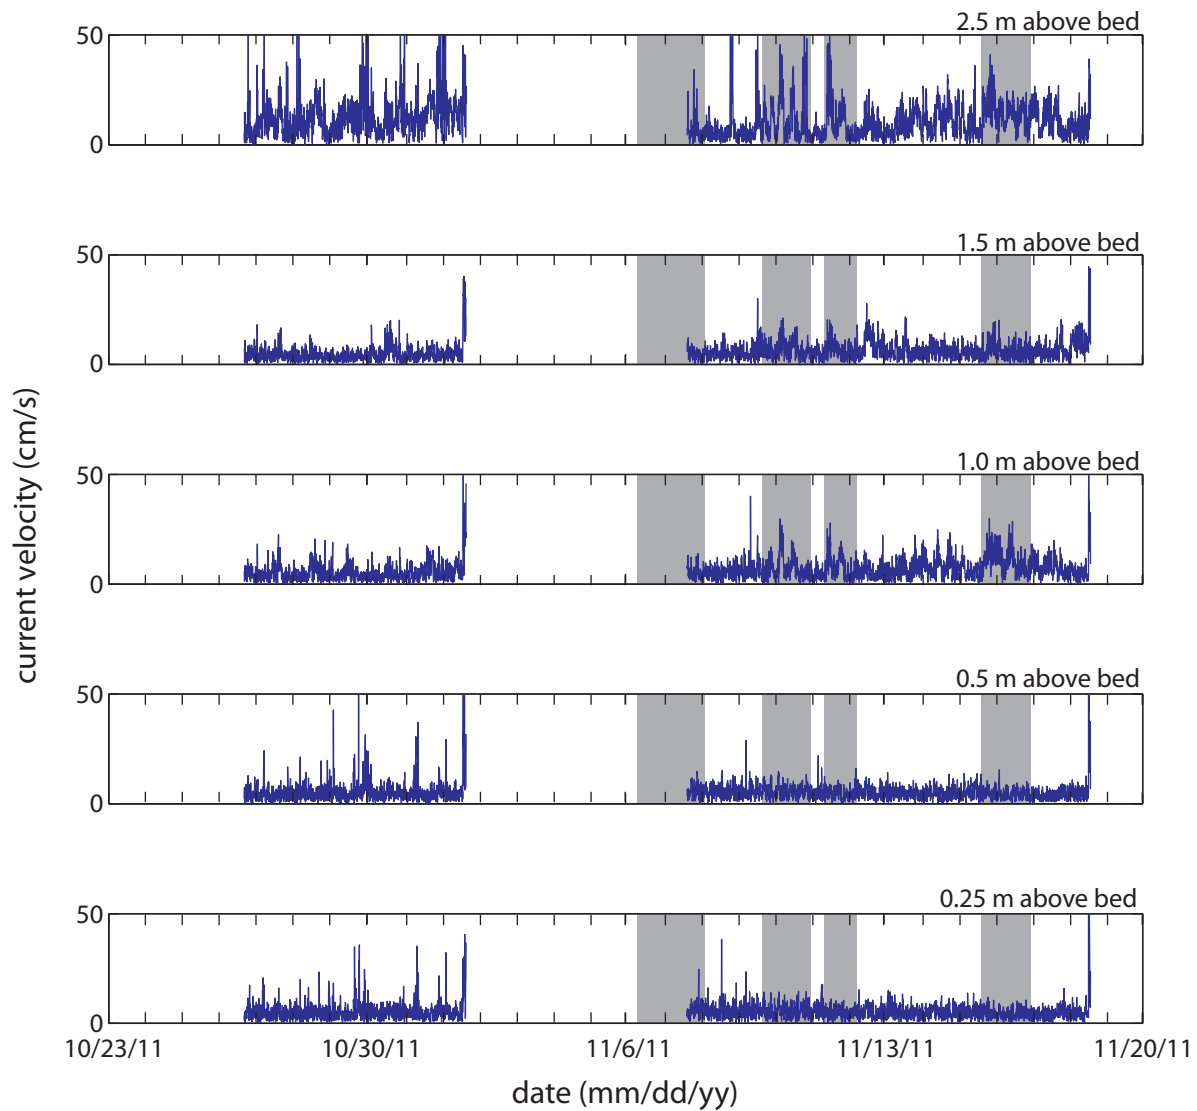 2.5 m above bed
50
0
1.5 m above bed
50
0
1.0 m above bed
50
0
current velocity (cm/s)
0.5 m above bed
50
0
0.25 m above bed
50
0
10/23/11 10/30/11 11/6/11 11/13/11 11/20/11
date (mm/dd/yy)